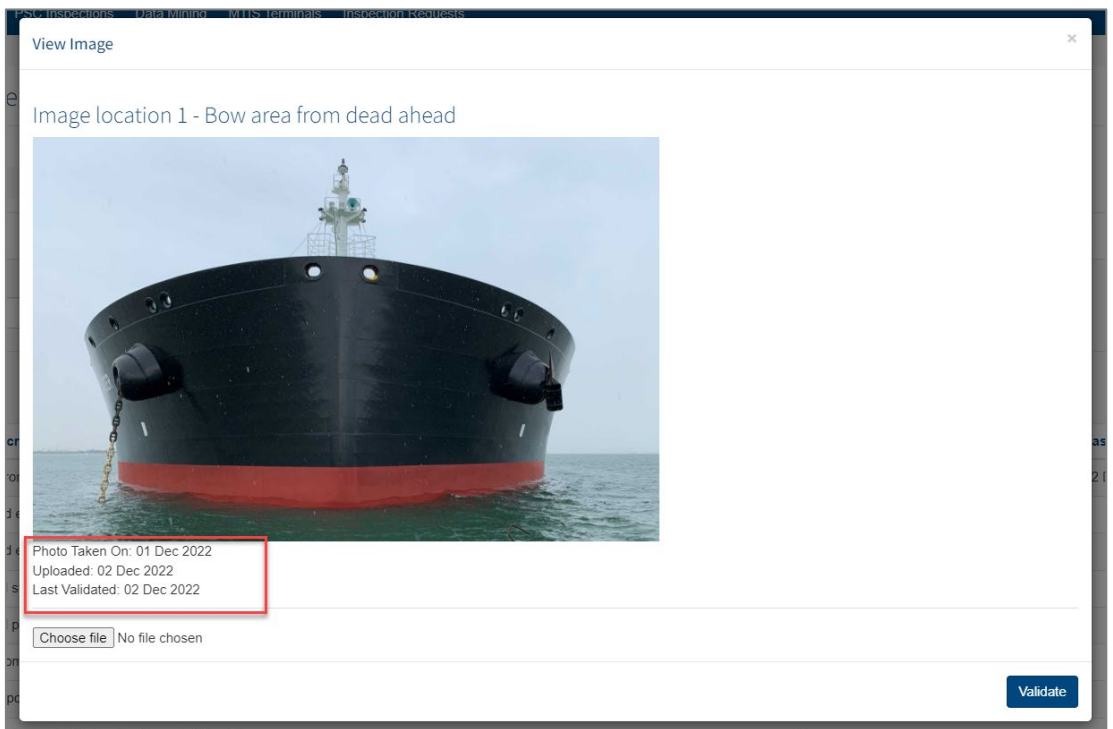 PSC Inspections Data Mining MTIS Terminals Inspection Requests
View Image
×
Image location 1 - Bow area from dead ahead
Photo Taken On: 01 Dec 2022
Uploaded: 02 Dec 2022
Last Validated: 02 Dec 2022
Choose file No file chosen
Validate